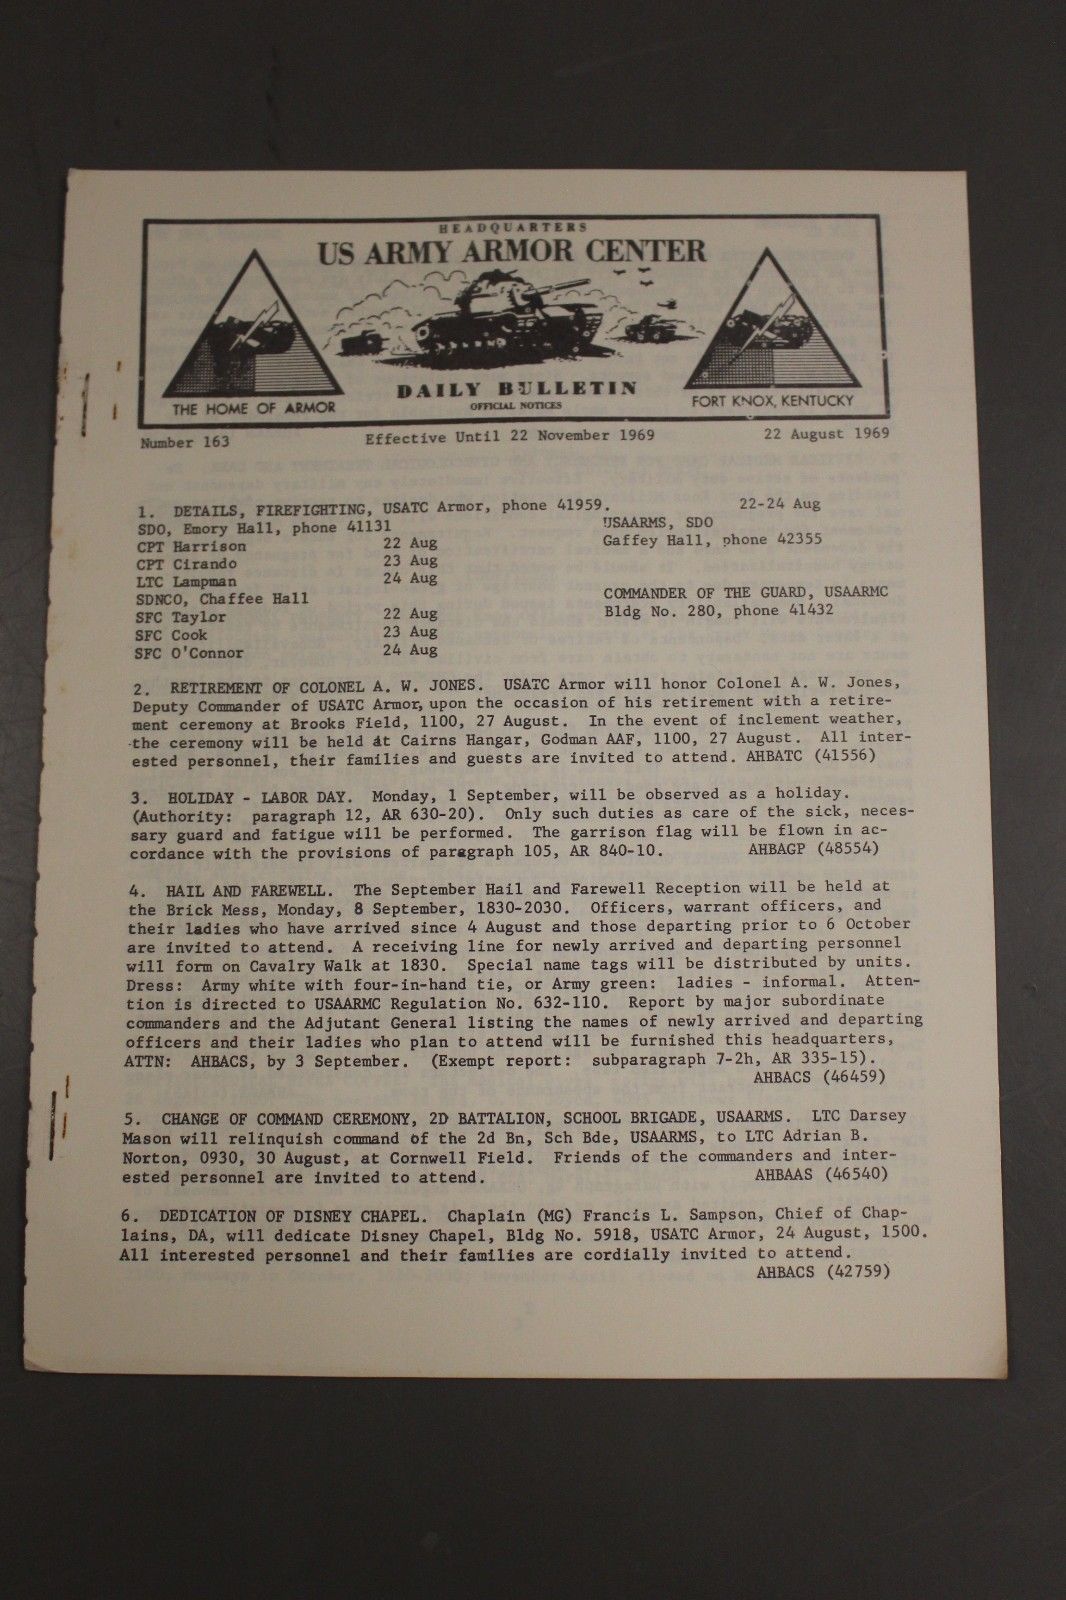 HEADQUARTERS
US ARMY ARMOR CENTER
DAILY BULLETIN
OFFICIAL NOTICES
THE HOME OF ARMOR
FORT KNOX, KENTUCKY
Number 163 Effective Until 22 November 1969 22 August 1969
1. DETAILS, FIREFIGHTING, USATC Armor, phone 41959. 22-24 Aug
SDO, Emory Hall, phone 41131 USAARMS, SDO
CPT Harrison 22 Aug Gaffey Hall, phone 42355
CPT Cirando 23 Aug
LTC Lampman 24 Aug
SDNCO, Chaffee Hall COMMANDER OF THE GUARD, USAARMC
SFC Taylor 22 Aug Bldg No. 280, phone 41432
SFC Cook 23 Aug
SFC O'Connor 24 Aug
2. RETIREMENT OF COLONEL A. W. JONES. USATC Armor will honor Colonel A. W. Jones,
Deputy Commander of USATC Armor, upon the occasion of his retirement with a retire-
ment ceremony at Brooks Field, 1100, 27 August. In the event of inclement weather,
the ceremony will be held at Cairns Hangar, Godman AAF, 1100, 27 August. All inter-
ested personnel, their families and guests are invited to attend. AHBATC (41556)
3. HOLIDAY - LABOR DAY. Monday, 1 September, will be observed as a holiday.
(Authority: paragraph 12, AR 630-20). Only such duties as care of the sick, neces-
sary guard and fatigue will be performed. The garrison flag will be flown in ac-
cordance with the provisions of paragraph 105, AR 840-10. AHBAGP (48554)
4. HAIL AND FAREWELL. The September Hail and Farewell Reception will be held at
the Brick Mess, Monday, 8 September, 1830-2030. Officers, warrant officers, and
their ladies who have arrived since 4 August and those departing prior to 6 October
are invited to attend. A receiving line for newly arrived and departing personnel
will form on Cavalry Walk at 1830. Special name tags will be distributed by units.
Dress: Army white with four-in-hand tie, or Army green: ladies - informal. Atten-
tion is directed to USAARMC Regulation No. 632-110. Report by major subordinate
commanders and the Adjutant General listing the names of newly arrived and departing
officers and their ladies who plan to attend will be furnished this headquarters,
ATTN: AHBACS, by 3 September. (Exempt report: subparagraph 7-2h, AR 335-15).
AHBACS (46459)
5. CHANGE OF COMMAND CEREMONY, 2D BATTALION, SCHOOL BRIGADE, USAARMS. LTC Darsey
Mason will relinquish command of the 2d Bn, Sch Bde, USAARMS, to LTC Adrian B.
Norton, 0930, 30 August, at Cornwell Field. Friends of the commanders and inter-
ested personnel are invited to attend. AHBAAS (46540)
6. DEDICATION OF DISNEY CHAPEL. Chaplain (MG) Francis L. Sampson, Chief of Chap-
lains, DA, will dedicate Disney Chapel, Bldg No. 5918, USATC Armor, 24 August, 1500.
All interested personnel and their families are cordially invited to attend.
AHBACS (42759)